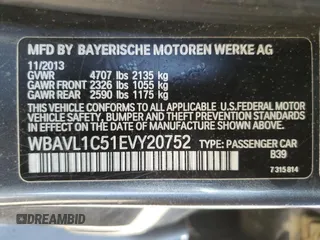 MFD BY BAYERISCHE MOTOREN WERKE AG
11/2013
GVWR 4707 lbs 2135 kg
GAWR FRONT 2326 lbs 1055 kg
GAWR REAR 2590 lbs 1175 kg
THIS VEHICLE CONFORMS TO ALL APPLICABLE
U.S. FEDERAL MOTOR VEHICLE SAFETY, BUMPER,
AND THEFT PREVENTION STANDARDS IN EFFECT ON
THE DATE OF MANUFACTURE SHOWN ABOVE.
WBAVL1C51EVY20752 TYPE: PASSENGER CAR
B39
7 315 814
DREAMBID